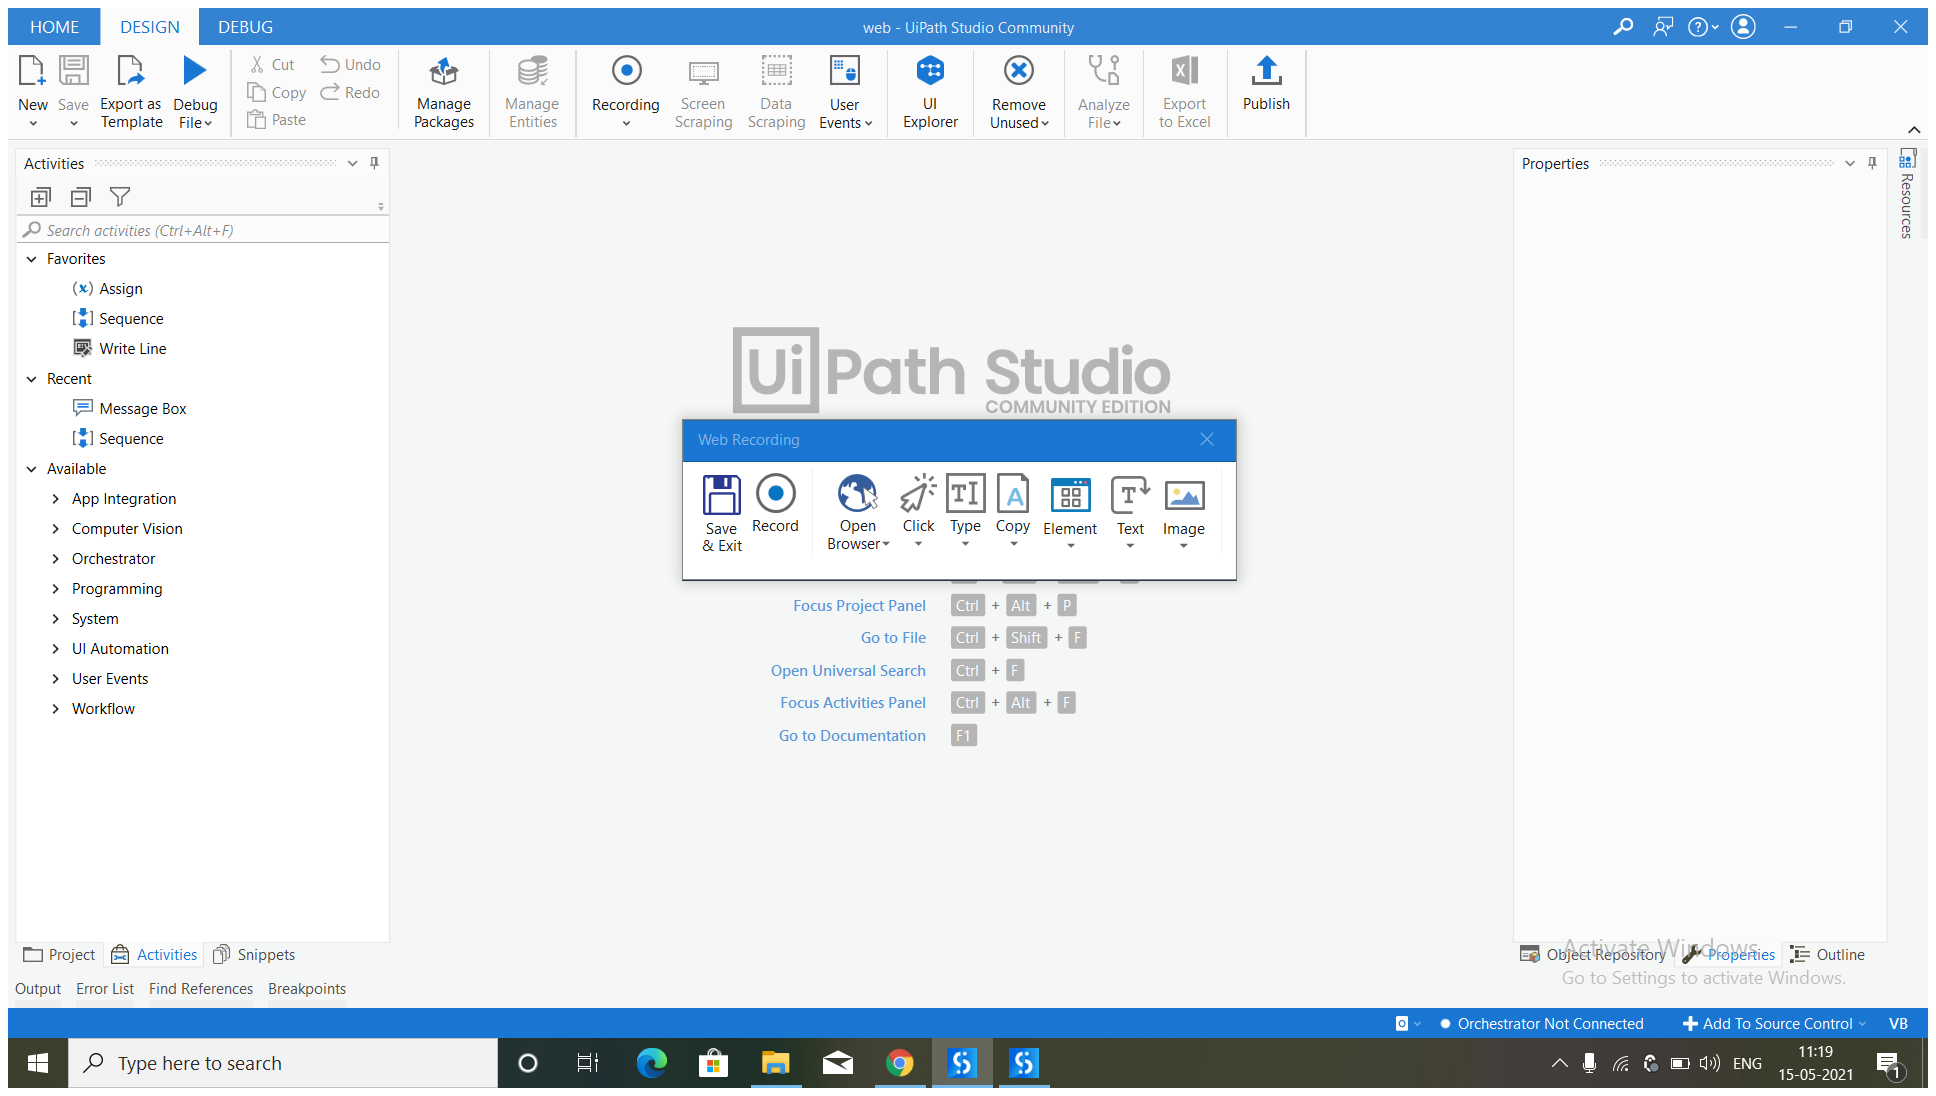 HOME DESIGN DEBUG web - UiPath Studio Community
New Save Export as Template Debug File Cut Copy Paste Undo Redo Manage Packages Manage Entities Recording Screen Scraping Data Scraping User Events UI Explorer Remove Unused Analyze File Export to Excel Publish
Activities
Search activities (Ctrl+Alt+F)
Favorites
Assign
Sequence
Write Line
Recent
Message Box
Sequence
Available
App Integration
Computer Vision
Orchestrator
Programming
System
UI Automation
User Events
Workflow
Project Activities Snippets
Output Error List Find References Breakpoints
UiPath Studio
COMMUNITY EDITION
Web Recording
Save & Exit Record Open Browser Click Type Copy Element Text Image
Focus Project Panel Ctrl + Alt + P
Go to File Ctrl + Shift + F
Open Universal Search Ctrl + F
Focus Activities Panel Ctrl + Alt + F
Go to Documentation F1
Properties
Resources
Activate Windows
Object Repository Properties Outline
Go to Settings to activate Windows.
Orchestrator Not Connected Add To Source Control VB
Type here to search
ENG
11:19
15-05-2021
1